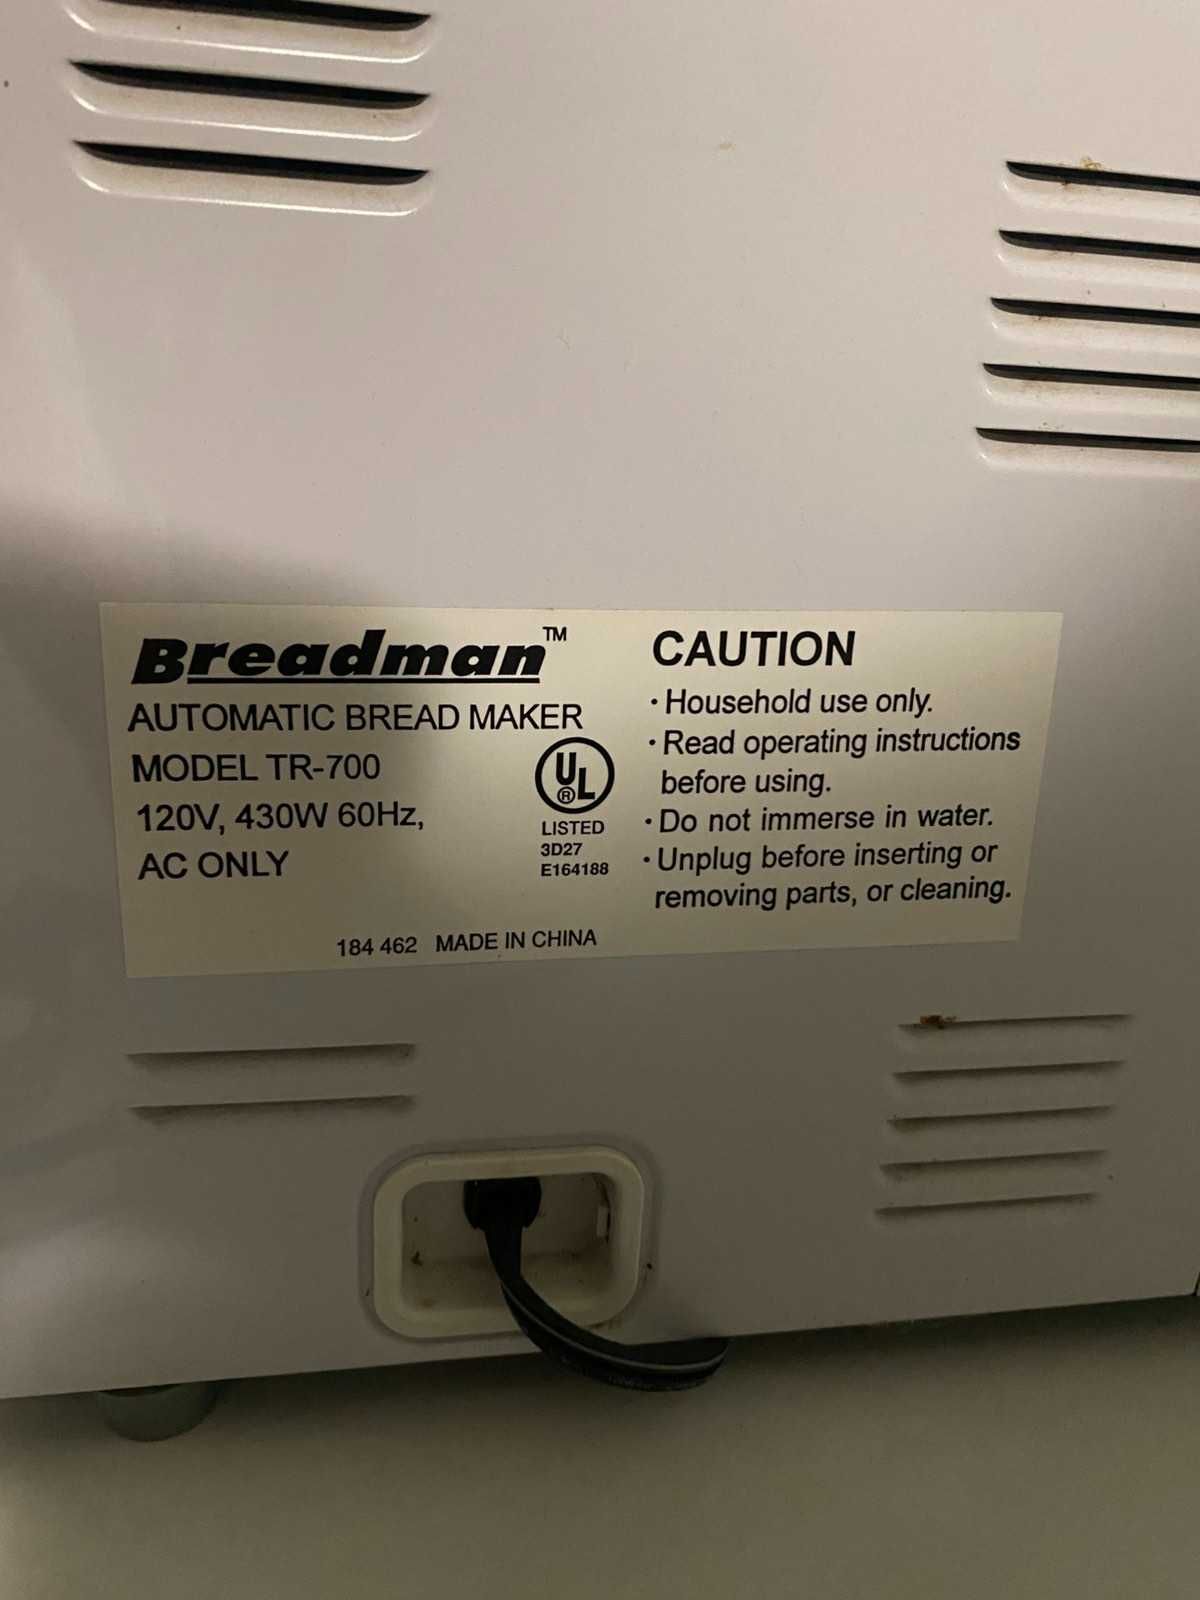 Breadman™
AUTOMATIC BREAD MAKER
MODEL TR-700
120V, 430W 60Hz,
AC ONLY
UL®
LISTED
3D27
E164188
184 462 MADE IN CHINA
CAUTION
· Household use only.
· Read operating instructions
before using.
· Do not immerse in water.
· Unplug before inserting or
removing parts, or cleaning.